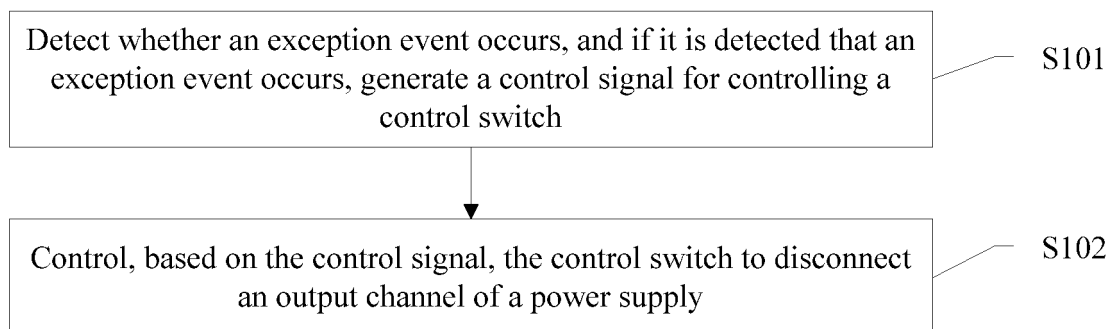 Detect whether an exception event occurs, and if it is detected that an
exception event occurs, generate a control signal for controlling a
control switch
S101
Control, based on the control signal, the control switch to disconnect
an output channel of a power supply
S102